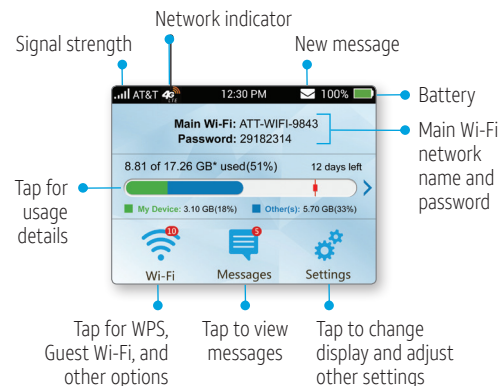 Network indicator
Signal strength
New message
AT&T 4G LTE 12:30 PM 100%
Battery
Main Wi-Fi: ATT-WIFI-9843
Password: 29182314
Main Wi-Fi
network
name and
password
8.81 of 17.26 GB* used(51%) 12 days left
Tap for
usage
details
My Device: 3.10 GB(18%) Other(s): 5.70 GB(33%)
10
5
Wi-Fi Messages Settings
Tap for WPS,
Guest Wi-Fi, and
other options
Tap to view
messages
Tap to change
display and adjust
other settings